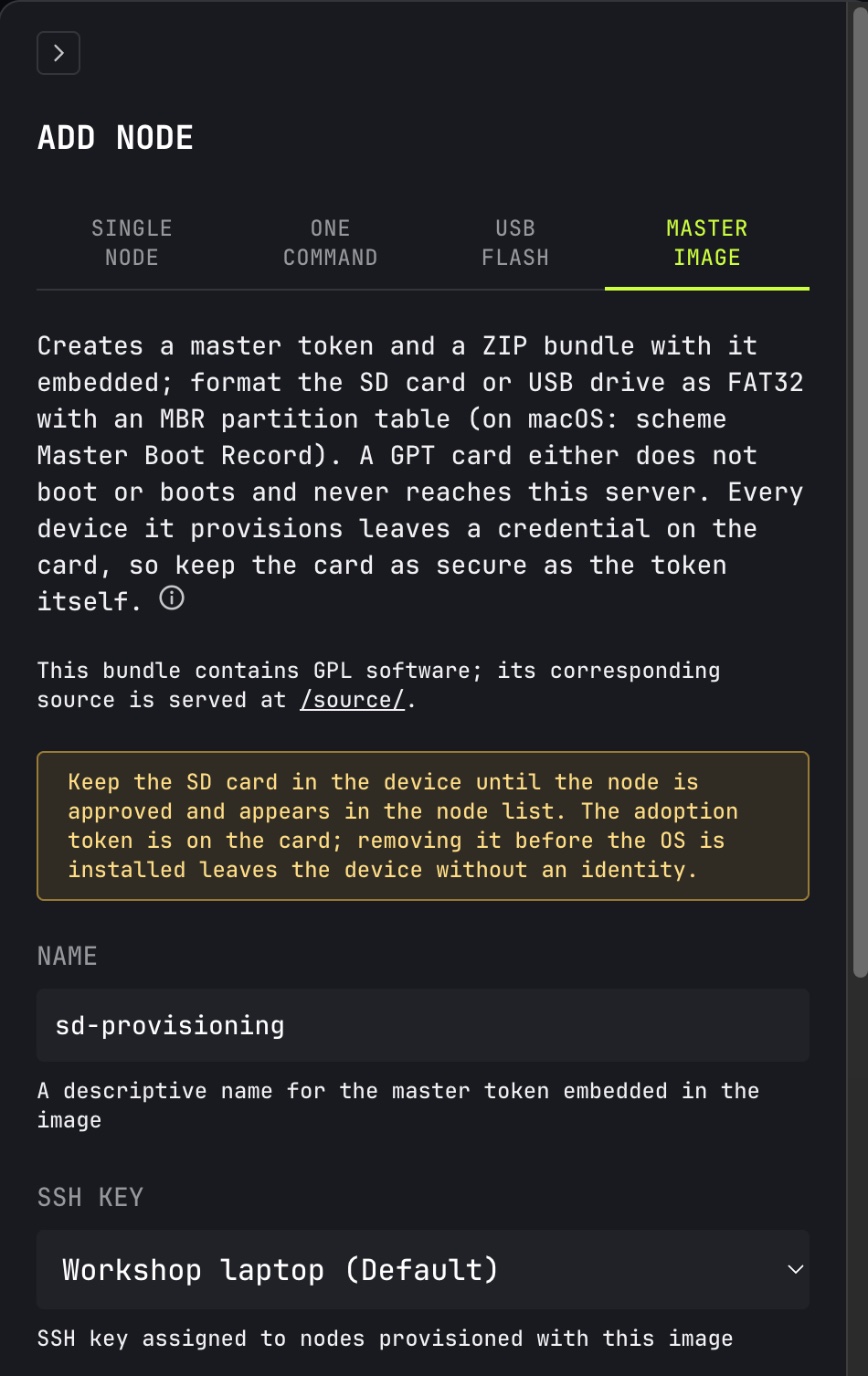 ADD NODE
SINGLE
NODE
ONE
COMMAND
USB
FLASH
MASTER
IMAGE
Creates a master token and a ZIP bundle with it
embedded; format the SD card or USB drive as FAT32
with an MBR partition table (on macOS: scheme
Master Boot Record). A GPT card either does not
boot or boots and never reaches this server. Every
device it provisions leaves a credential on the
card, so keep the card as secure as the token
itself.
This bundle contains GPL software; its corresponding
source is served at /source/.
Keep the SD card in the device until the node is
approved and appears in the node list. The adoption
token is on the card; removing it before the OS is
installed leaves the device without an identity.
NAME
sd-provisioning
A descriptive name for the master token embedded in the
image
SSH KEY
Workshop laptop (Default)
SSH key assigned to nodes provisioned with this image